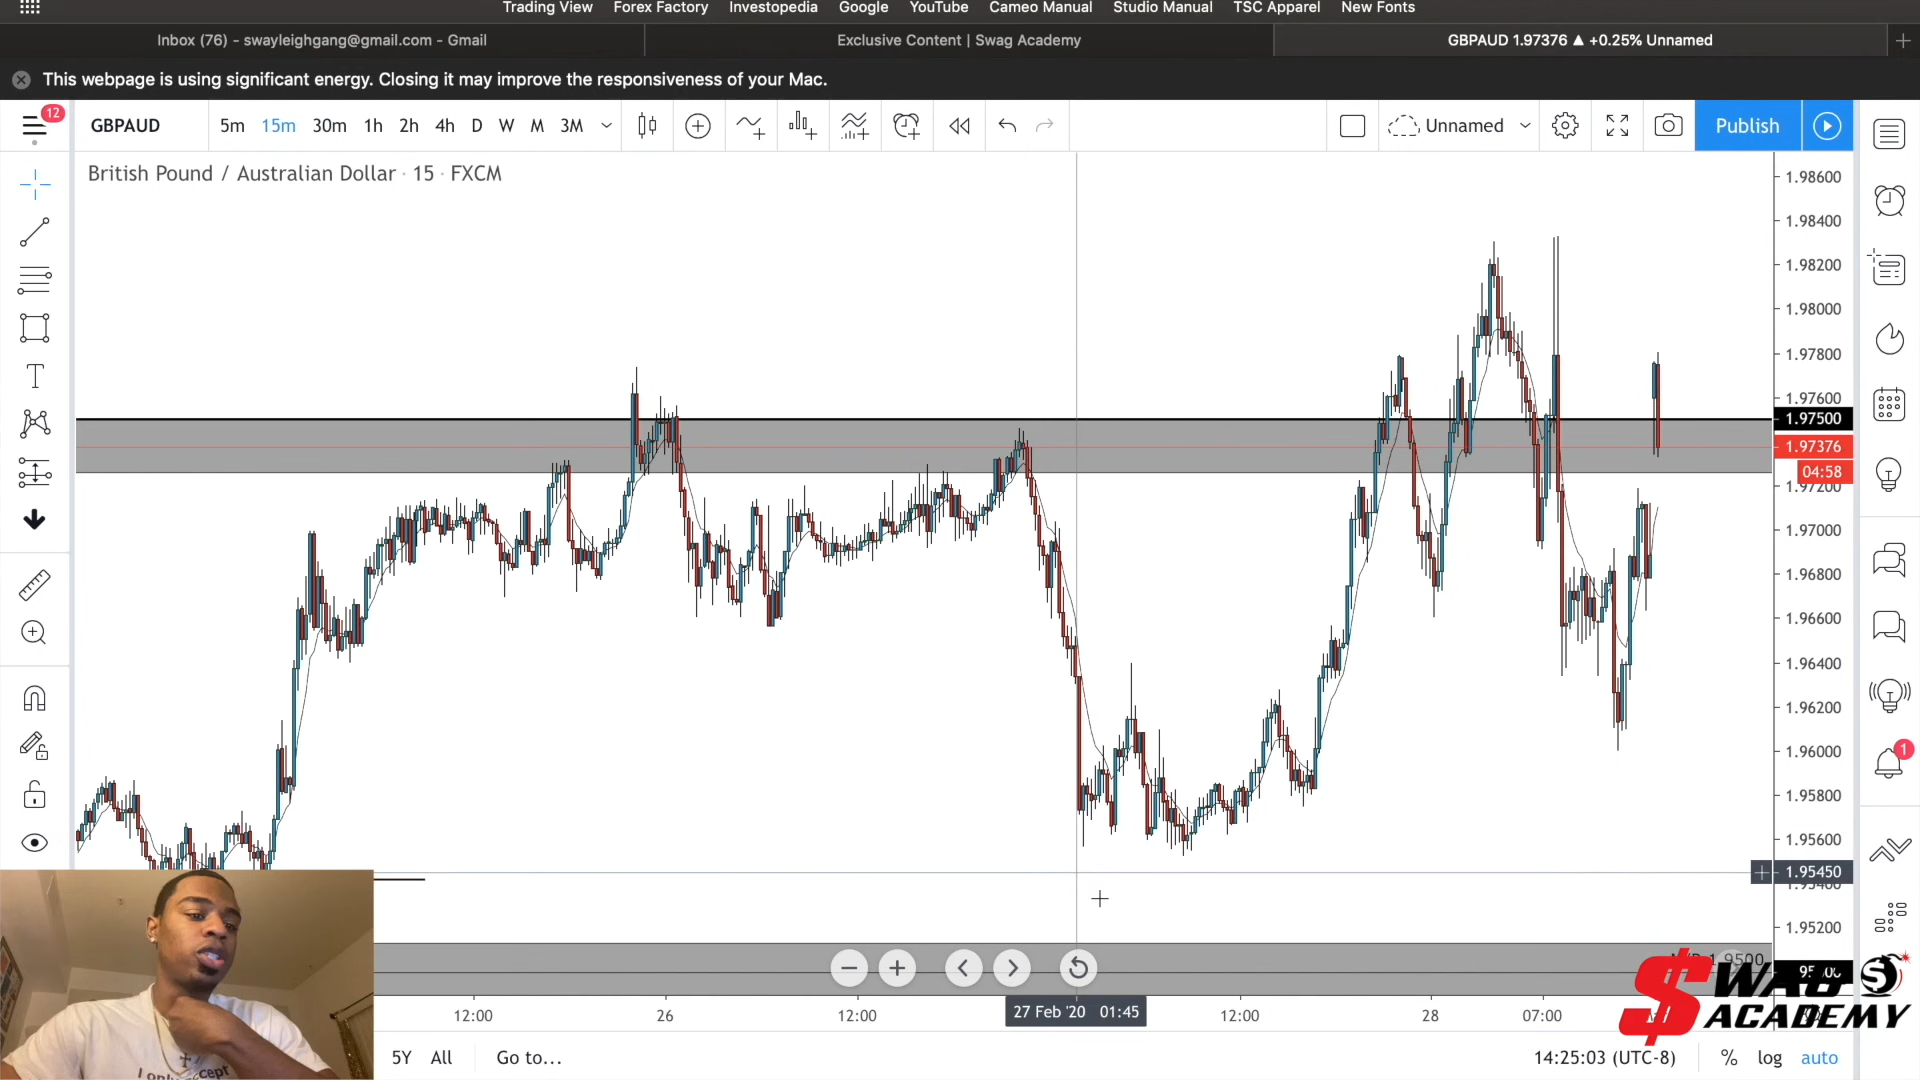 Trading View Forex Factory Investopedia Google YouTube Cameo Manual Studio Manual TSC Apparel New Fonts
Inbox (76) - swayleighgang@gmail.com - Gmail
Exclusive Content | Swag Academy
GBPAUD 1.97376 ▲ +0.25% Unnamed
This webpage is using significant energy. Closing it may improve the responsiveness of your Mac.
12
GBPAUD 5m 15m 30m 1h 2h 4h D W M 3M
Unnamed
Publish
British Pound / Australian Dollar · 15 · FXCM
1.98600
1.98400
1.98200
1.98000
1.97800
1.97600
1.97500
1.97376
04:58
1.97200
1.97000
1.96800
1.96600
1.96400
1.96200
1.96000
1
1.95800
1.95600
1.95450
1.95400
1.95200
12:00 26 12:00 27 Feb '20 01:45 12:00 28 07:00
$WAG
ACADEMY
I only
5Y All Go to...
14:25:03 (UTC-8) % log auto